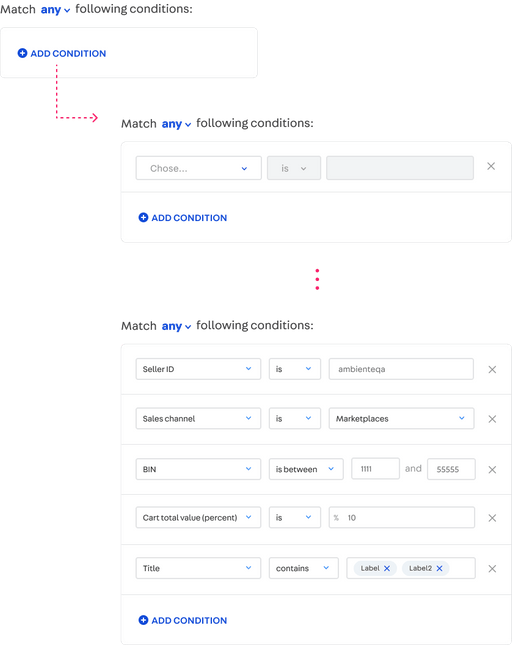 Match any following conditions:
ADD CONDITION
Match any following conditions:
Chose... is
ADD CONDITION
Match any following conditions:
Seller ID is ambienteqa
Sales channel is Marketplaces
BIN is between 1111 and 55555
Cart total value (percent) is % 10
Title contains Label Label2
ADD CONDITION